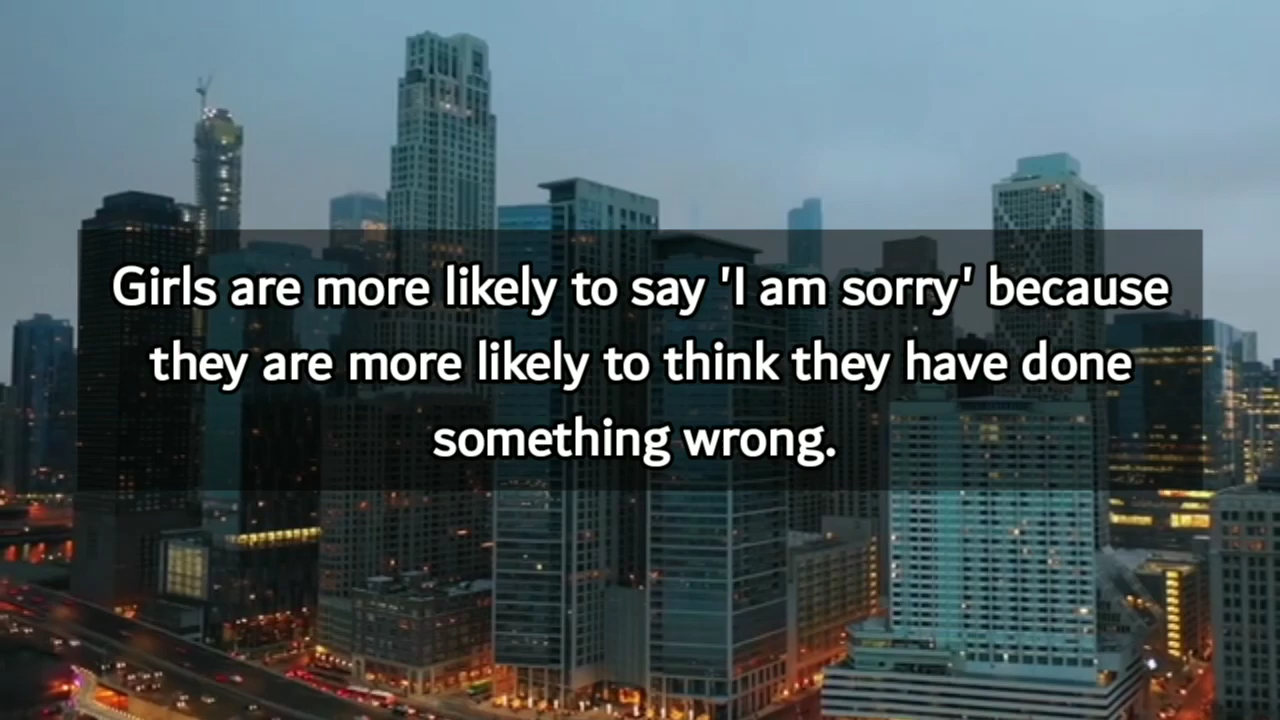 Girls are more likely to say 'I am sorry' because
they are more likely to think they have done
something wrong.